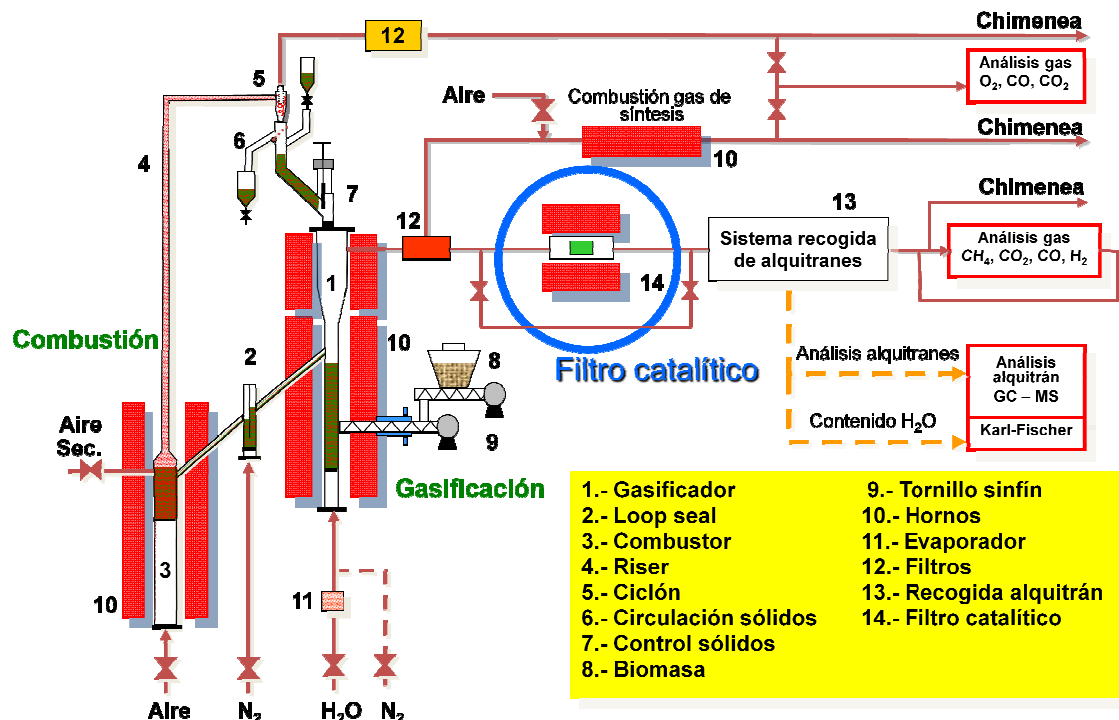 12
Chimenea
5
Análisis gas
O₂, CO, CO₂
Aire
Combustión gas de
síntesis
6
Chimenea
4
10
7
12
13
Chimenea
Sistema recogida
de alquitranes
Análisis gas
CH₄, CO₂, CO, H₂
1
14
Combustión
2
10
8
Filtro catalítico
Análisis alquitranes
Análisis
alquitrán
GC – MS
Contenido H₂O
Karl-Fischer
Aire
Sec.
9
Gasificación
3
10
11
Aire
N₂
H₂O
N₂
1.- Gasificador
2.- Loop seal
3.- Combustor
4.- Riser
5.- Ciclón
6.- Circulación sólidos
7.- Control sólidos
8.- Biomasa
9.- Tornillo sinfín
10.- Hornos
11.- Evaporador
12.- Filtros
13.- Recogida alquitrán
14.- Filtro catalítico